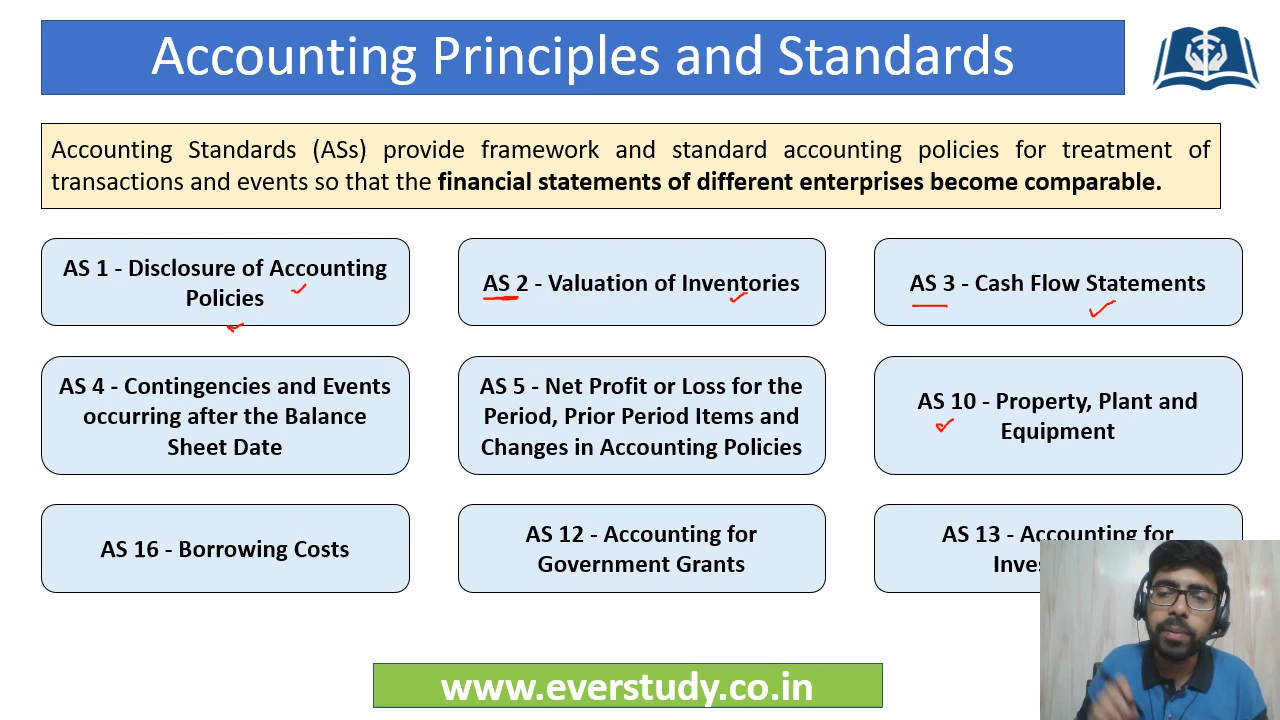 Accounting Principles and Standards
Accounting Standards (ASs) provide framework and standard accounting policies for treatment of
transactions and events so that the financial statements of different enterprises become comparable.
AS 1 - Disclosure of Accounting
Policies
AS 2 - Valuation of Inventories
AS 3 - Cash Flow Statements
AS 4 - Contingencies and Events
occurring after the Balance
Sheet Date
AS 5 - Net Profit or Loss for the
Period, Prior Period Items and
Changes in Accounting Policies
AS 10 - Property, Plant and
Equipment
AS 16 - Borrowing Costs
AS 12 - Accounting for
Government Grants
AS 13 - Accounting for
www.everstudy.co.in